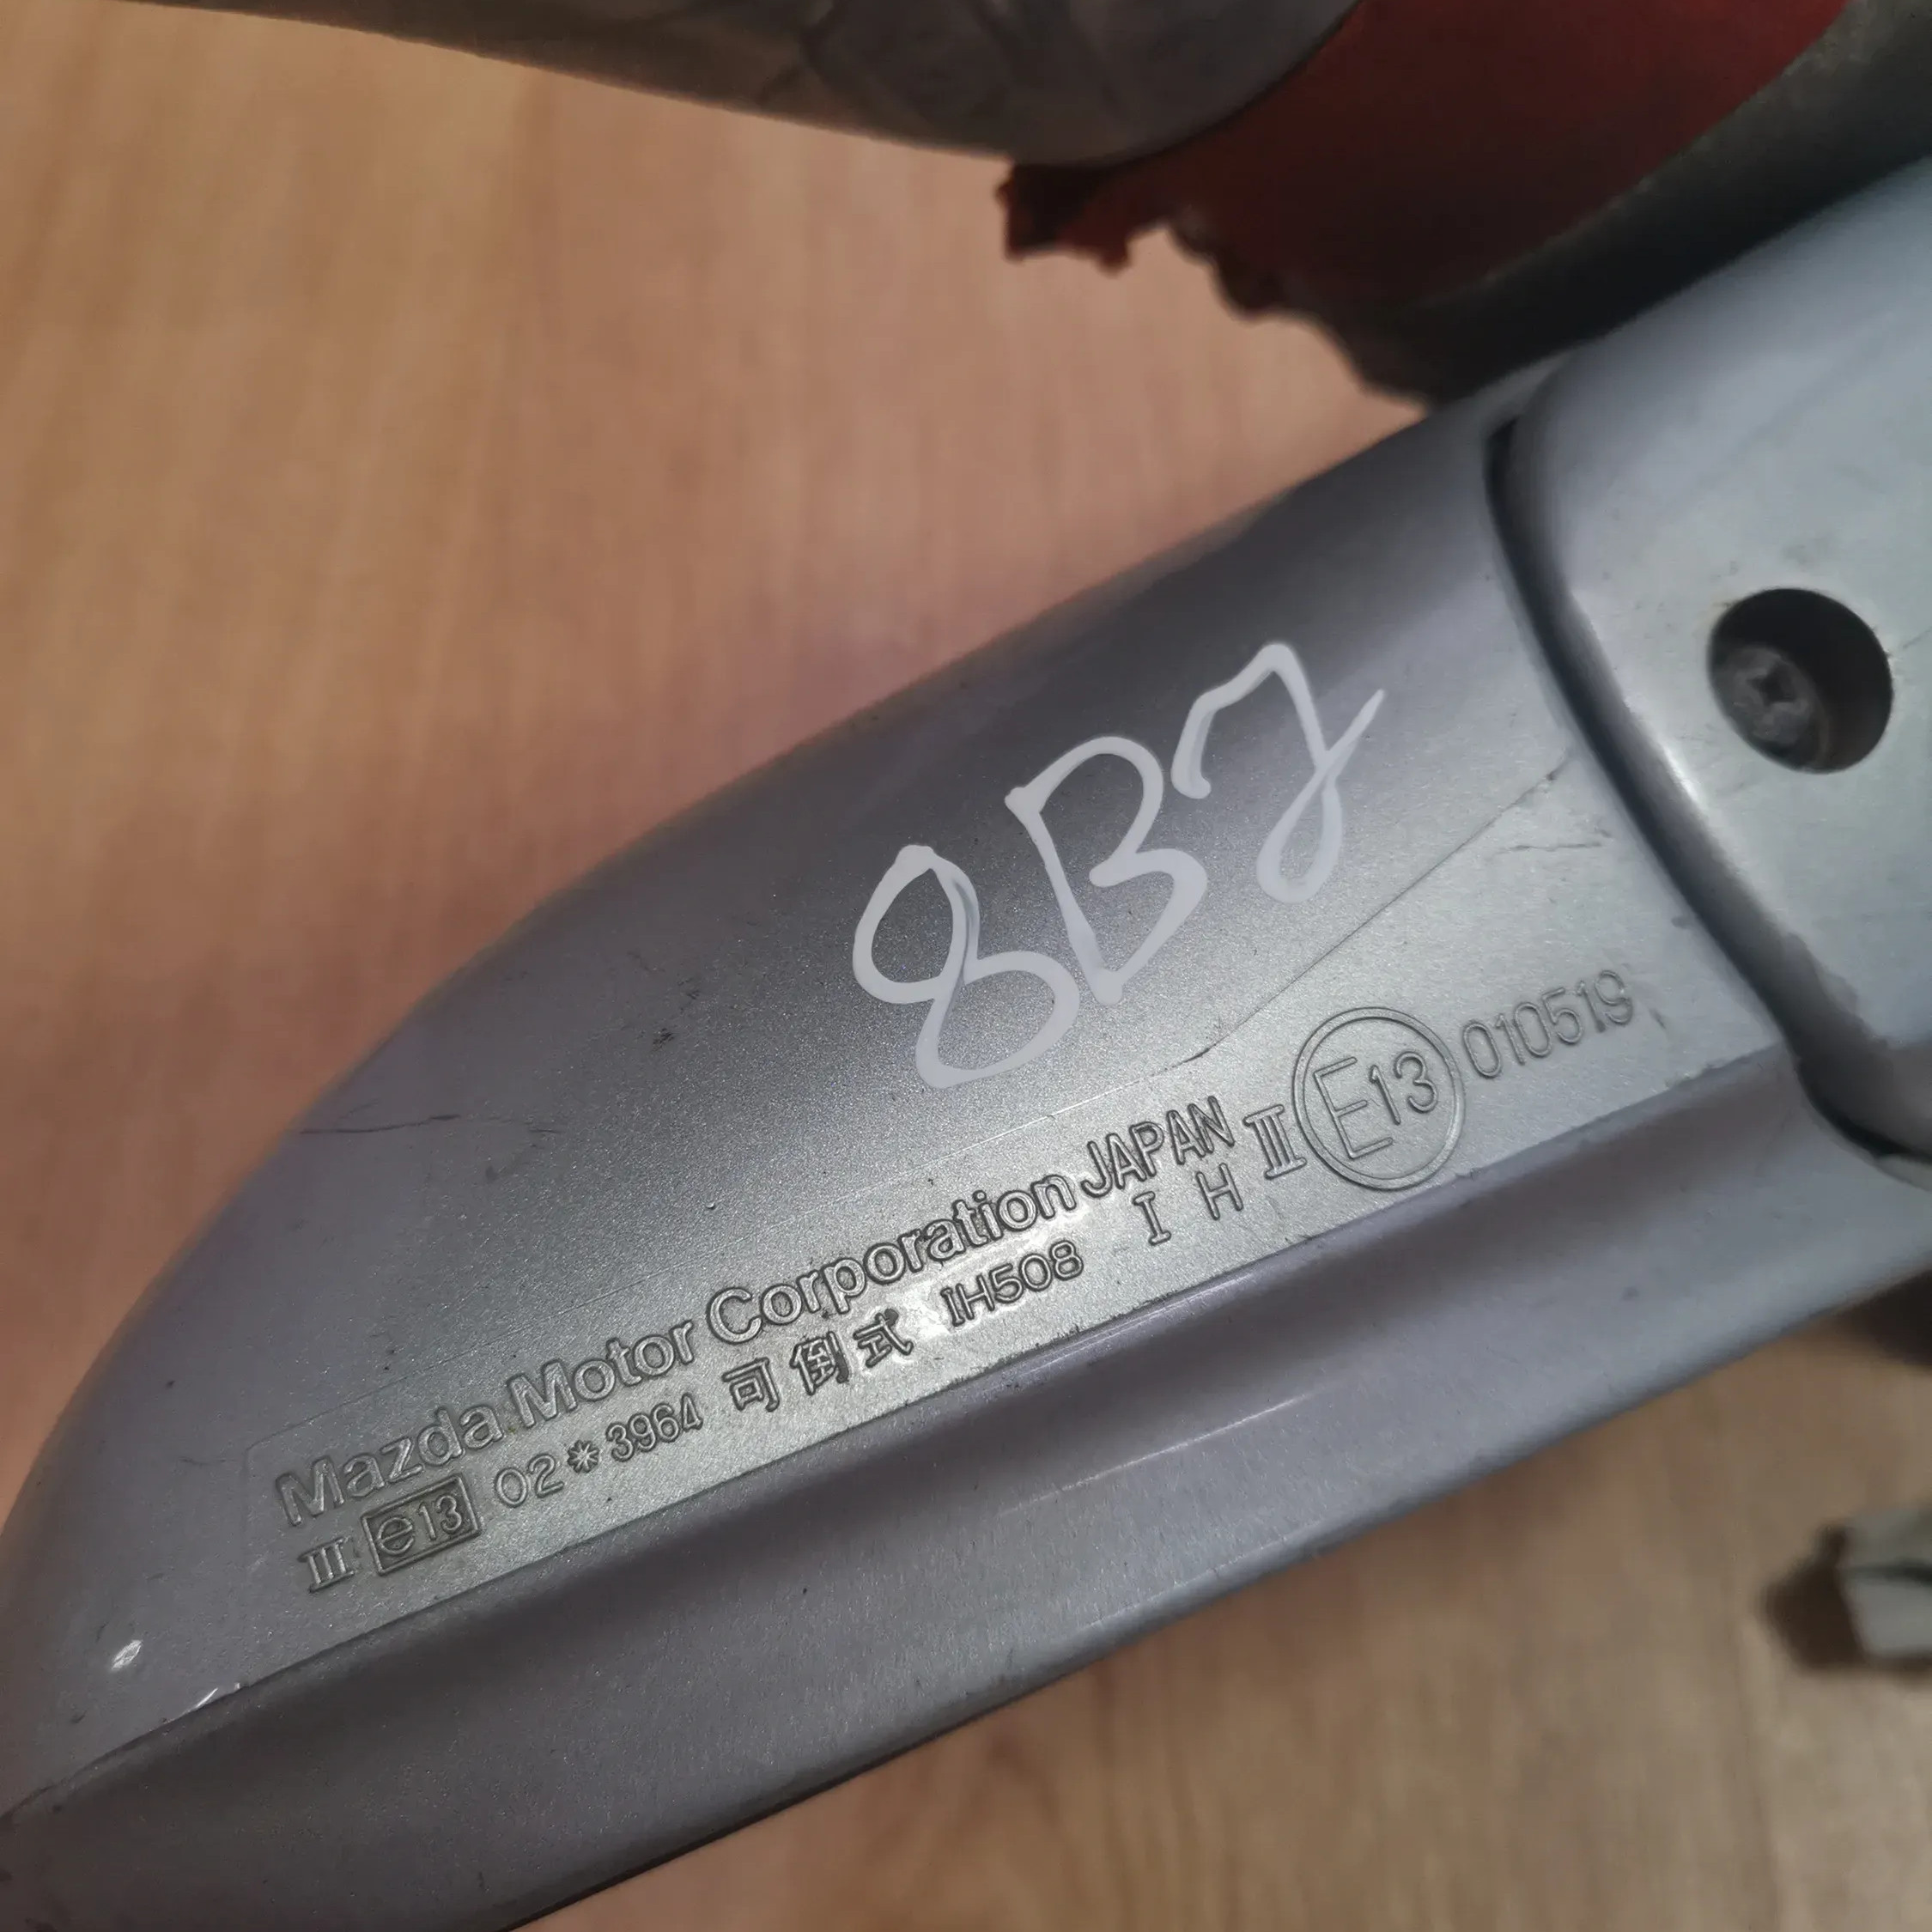 8B7
Mazda Motor Corporation JAPAN
III e13 02*3964 可倒式 IH508 I H II E13 010519